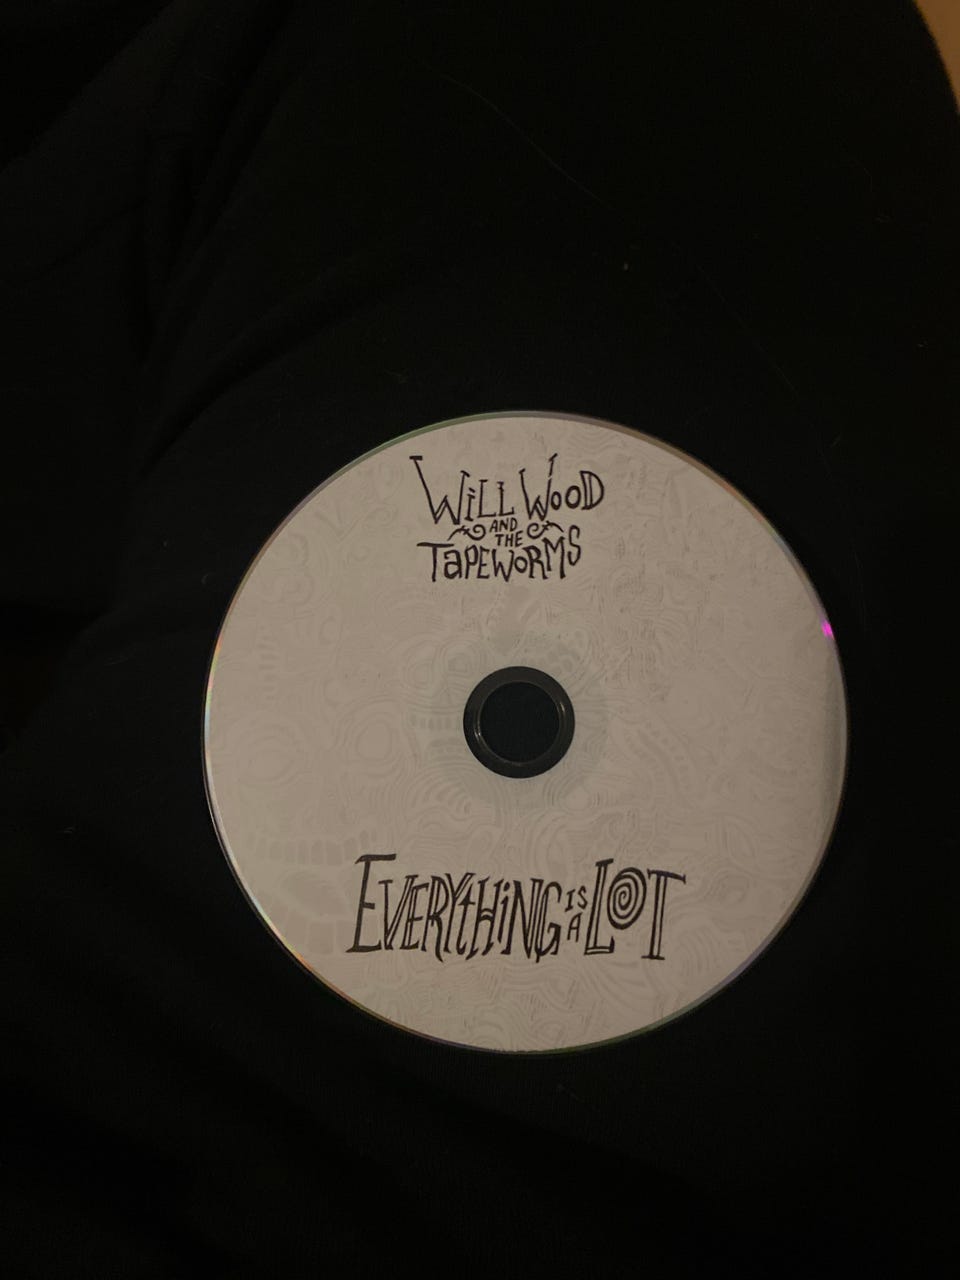 WiLL WOOD
AND
THE
TaPEWORMS
EVERYtHiNG IS A LOT